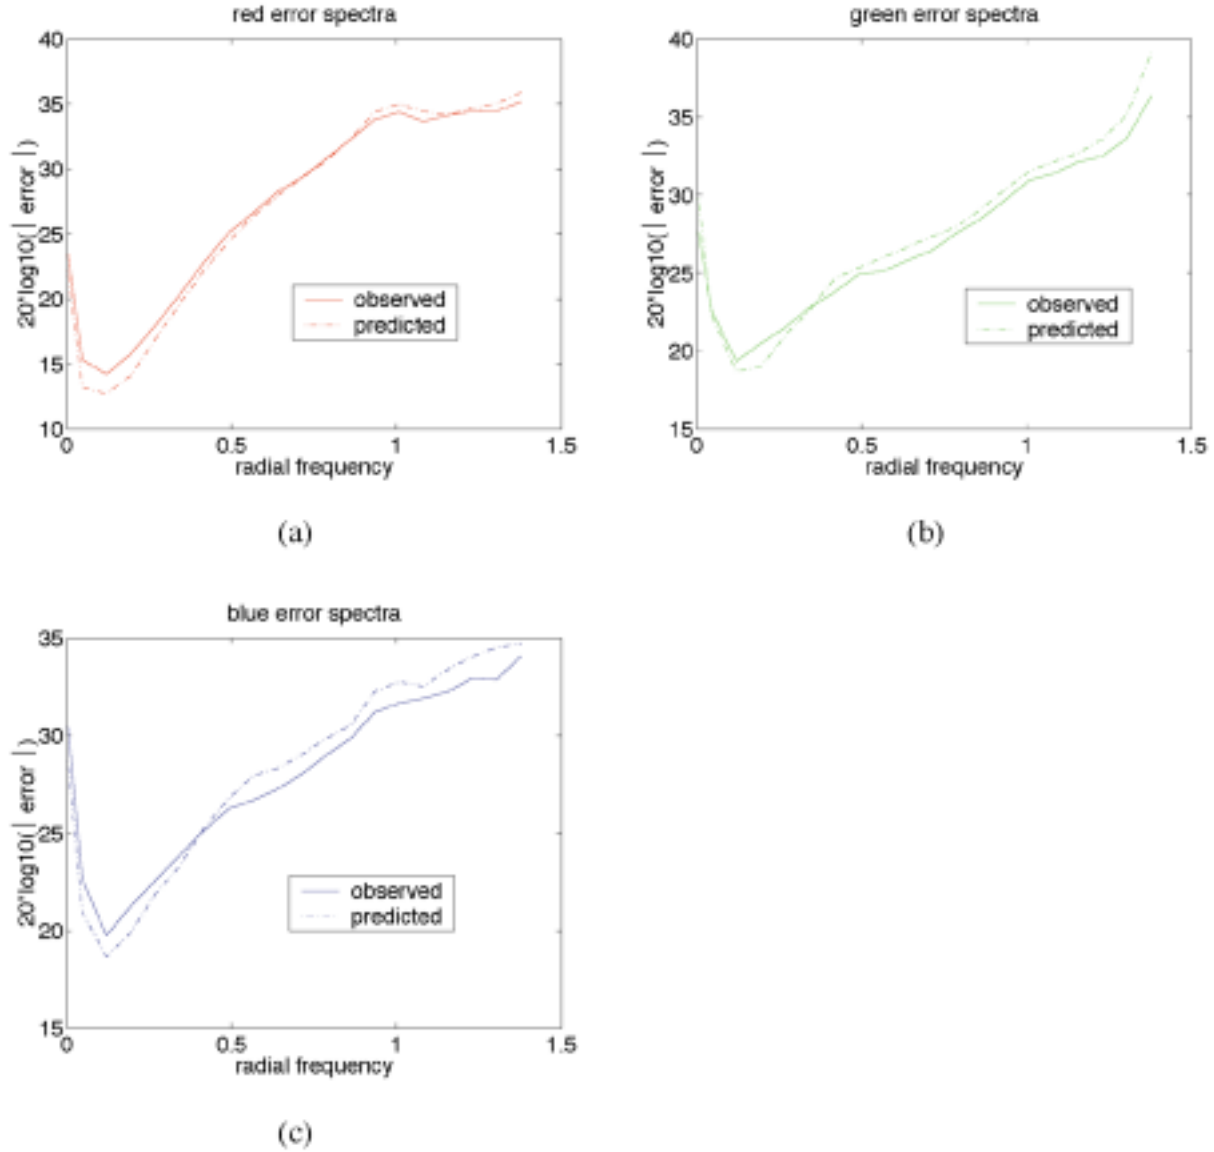 red error spectra
40
35
30
25
20
15
10
20*log10(| error |)
observed
predicted
0
0.5
1
1.5
radial frequency
(a)
green error spectra
40
35
30
25
20
15
20*log10(| error |)
observed
predicted
0
0.5
1
1.5
radial frequency
(b)
blue error spectra
35
30
25
20
15
20*log10(| error |)
observed
predicted
0
0.5
1
1.5
radial frequency
(c)